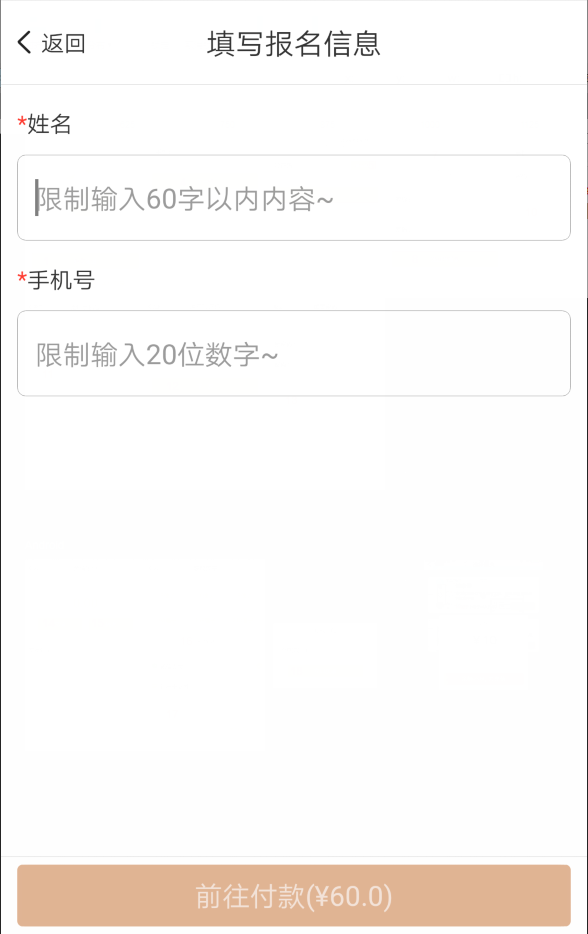 返回
填写报名信息
*姓名
限制输入60字以内内容~
*手机号
限制输入20位数字~
前往付款(¥60.0)